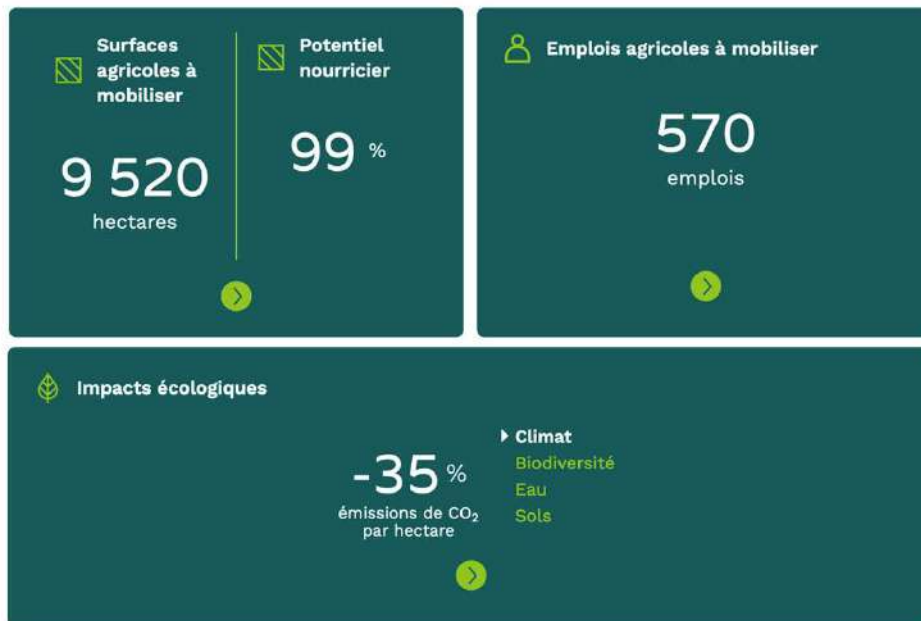 Surfaces
agricoles à
mobiliser
9 520
hectares
Potentiel
nourricier
99 %
Emplois agricoles à mobiliser
570
emplois
Impacts écologiques
-35 %
émissions de CO₂
par hectare
Climat
Biodiversité
Eau
Sols